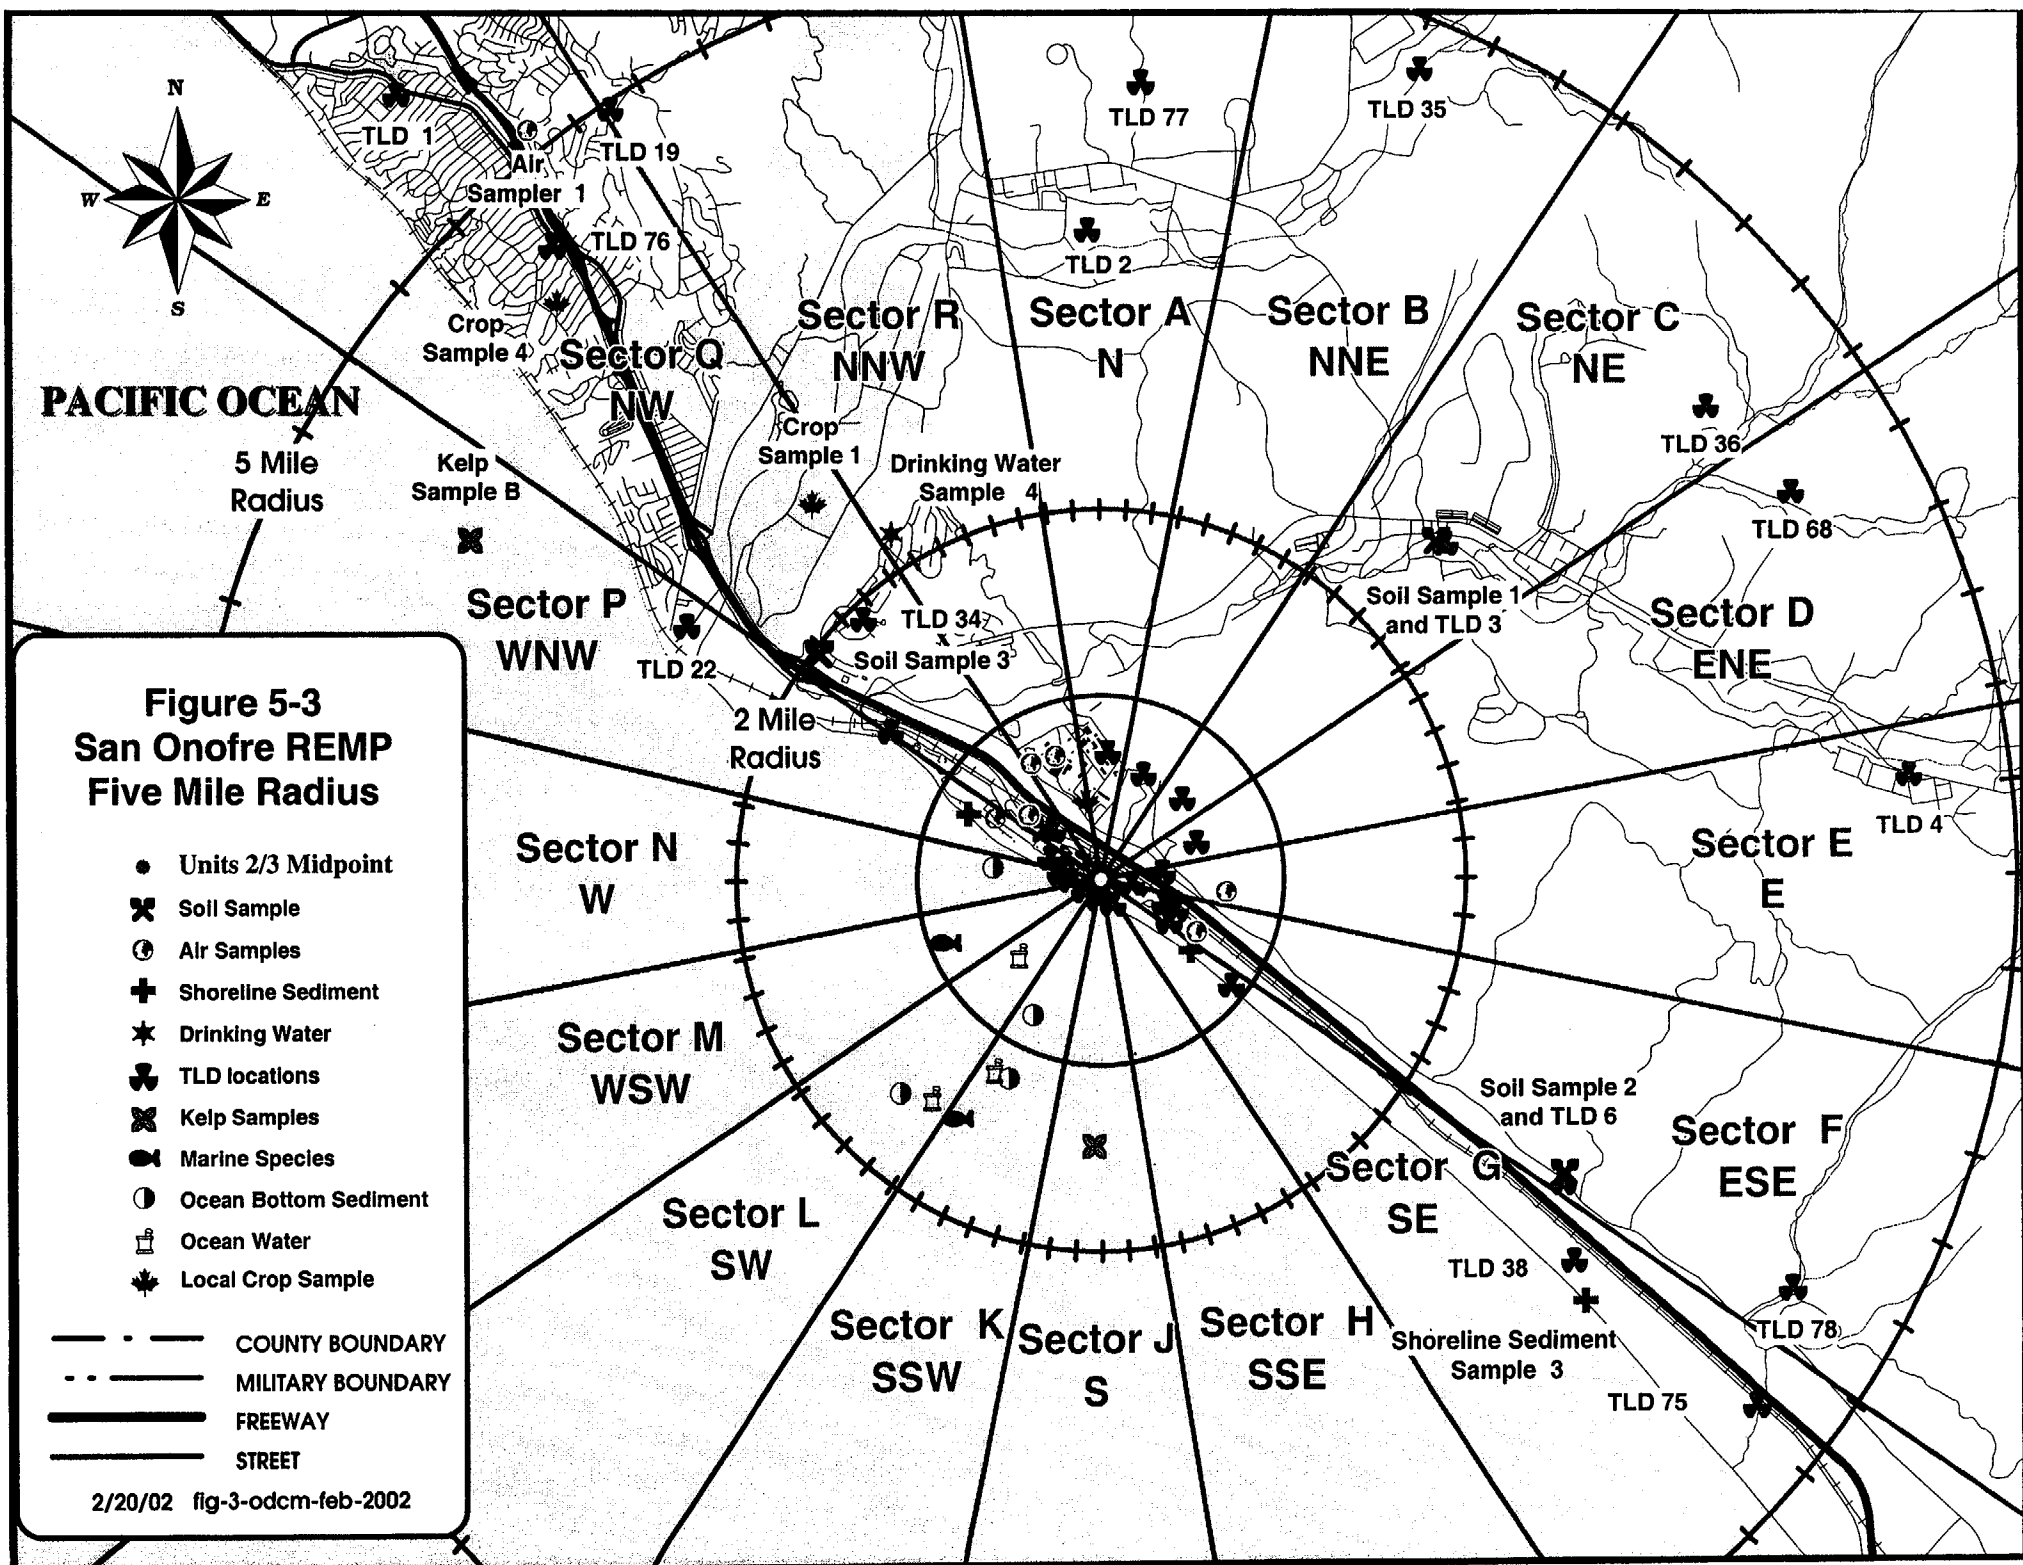 N
W
E
S
TLD 1
Air
Sampler 1
TLD 19
TLD 76
TLD 77
TLD 35
TLD 2
Crop
Sample 4
Sector Q
NW
Sector R
NNW
Sector A
N
Sector B
NNE
Sector C
NE
PACIFIC OCEAN
5 Mile
Radius
Kelp
Sample B
Crop
Sample 1
Drinking Water
Sample 4
TLD 36
TLD 68
Sector P
WNW
TLD 22
TLD 34
Soil Sample 3
Soil Sample 1
and TLD 3
Sector D
ENE
2 Mile
Radius
TLD 4
Sector N
W
Sector E
E
Sector M
WSW
Soil Sample 2
and TLD 6
Sector F
ESE
Sector G
SE
Sector L
SW
TLD 38
Sector K
SSW
Sector J
S
Sector H
SSE
Shoreline Sediment
Sample 3
TLD 78
TLD 75
Figure 5-3
San Onofre REMP
Five Mile Radius
Units 2/3 Midpoint
Soil Sample
Air Samples
Shoreline Sediment
Drinking Water
TLD locations
Kelp Samples
Marine Species
Ocean Bottom Sediment
Ocean Water
Local Crop Sample
COUNTY BOUNDARY
MILITARY BOUNDARY
FREEWAY
STREET
2/20/02 fig-3-odcm-feb-2002